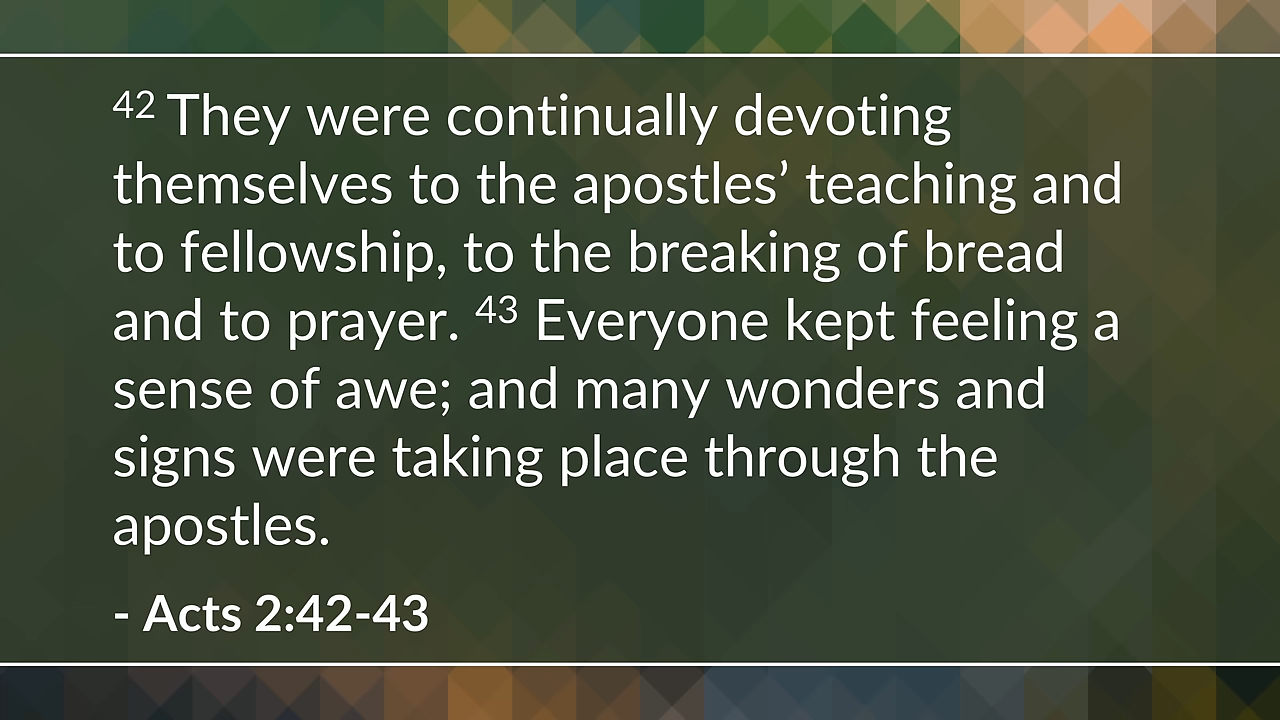 42 They were continually devoting
themselves to the apostles’ teaching and
to fellowship, to the breaking of bread
and to prayer. 43 Everyone kept feeling a
sense of awe; and many wonders and
signs were taking place through the
apostles.
- Acts 2:42-43